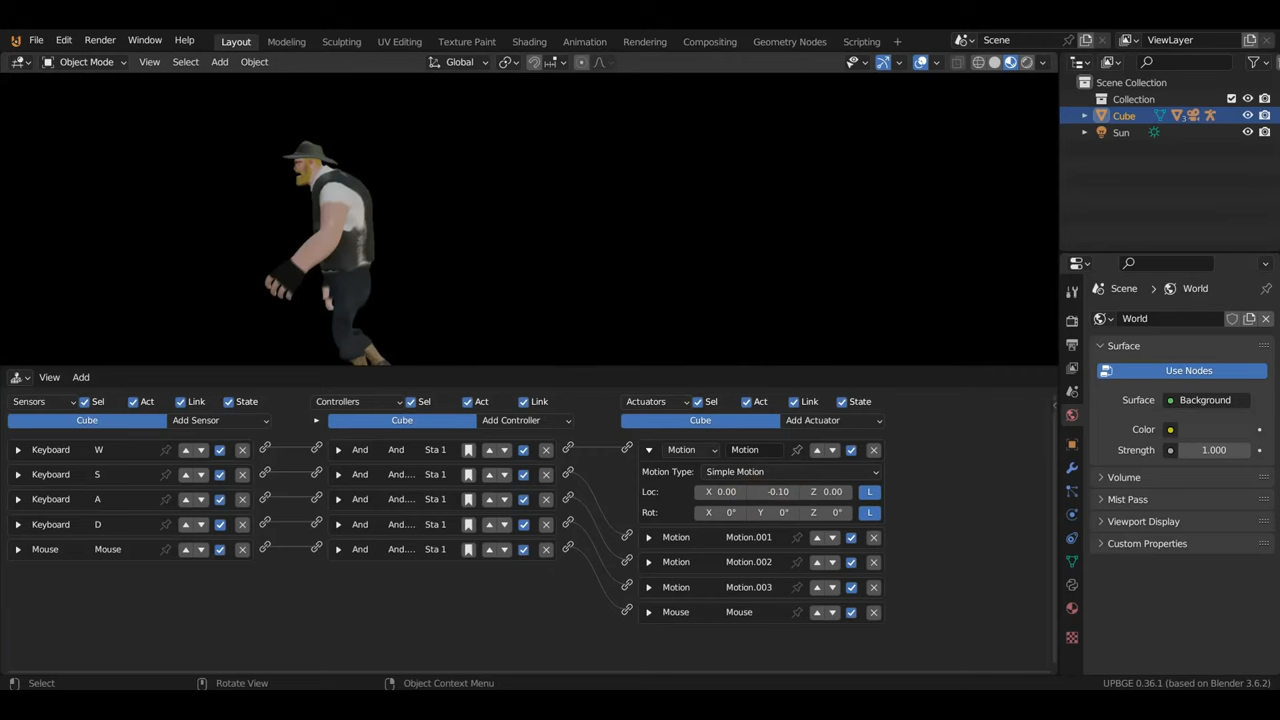 File Edit Render Window Help Layout Modeling Sculpting UV Editing Texture Paint Shading Animation Rendering Compositing Geometry Nodes Scripting + Scene ViewLayer
Object Mode View Select Add Object Global
Scene Collection
Collection
Cube 3
Sun
Scene > World
World
Surface
Use Nodes
Surface Background
Color
Strength 1.000
Volume
Mist Pass
Viewport Display
Custom Properties
View Add
Sensors Sel Act Link State Controllers Sel Act Link Actuators Sel Act Link State
Cube Add Sensor Cube Add Controller Cube Add Actuator
Keyboard W And And Sta 1 Motion Motion
Motion Type: Simple Motion
Keyboard S And And.... Sta 1
Loc: X 0.00 -0.10 Z 0.00 L
Keyboard A And And.... Sta 1
Rot: X 0° Y 0° Z 0° L
Keyboard D And And.... Sta 1
Motion Motion.001
Mouse Mouse And And.... Sta 1
Motion Motion.002
Motion Motion.003
Mouse Mouse
Select Rotate View Object Context Menu UPBGE 0.36.1 (based on Blender 3.6.2)